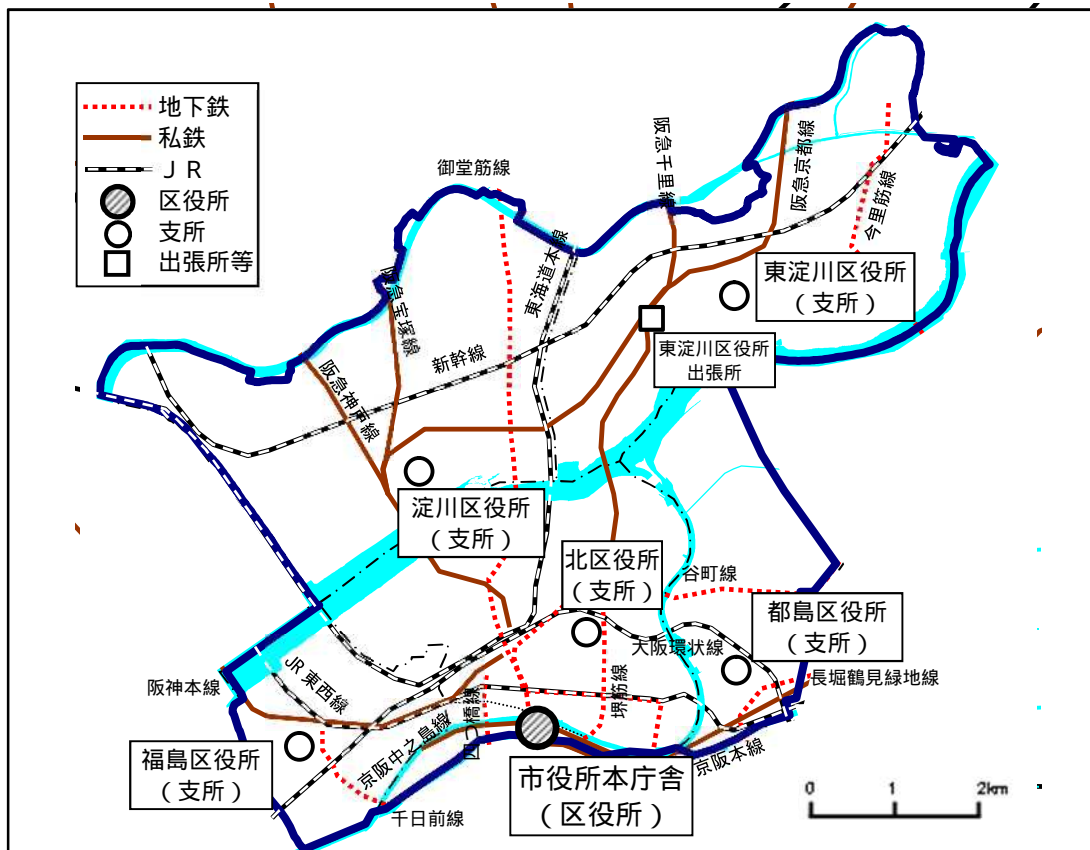 地下鉄
私鉄
ＪＲ
区役所
支所
出張所等
御堂筋線
阪急千里線
阪急京都線
今里筋線
東海道本線
阪急宝塚線
新幹線
阪急神戸線
東淀川区役所
（支所）
東淀川区役所
出張所
淀川区役所
（支所）
北区役所
（支所）
谷町線
都島区役所
（支所）
大阪環状線
長堀鶴見緑地線
阪神本線
JR東西線
堺筋線
四つ橋線
京阪中之島線
京阪本線
福島区役所
（支所）
千日前線
市役所本庁舎
（区役所）
0 1 2km